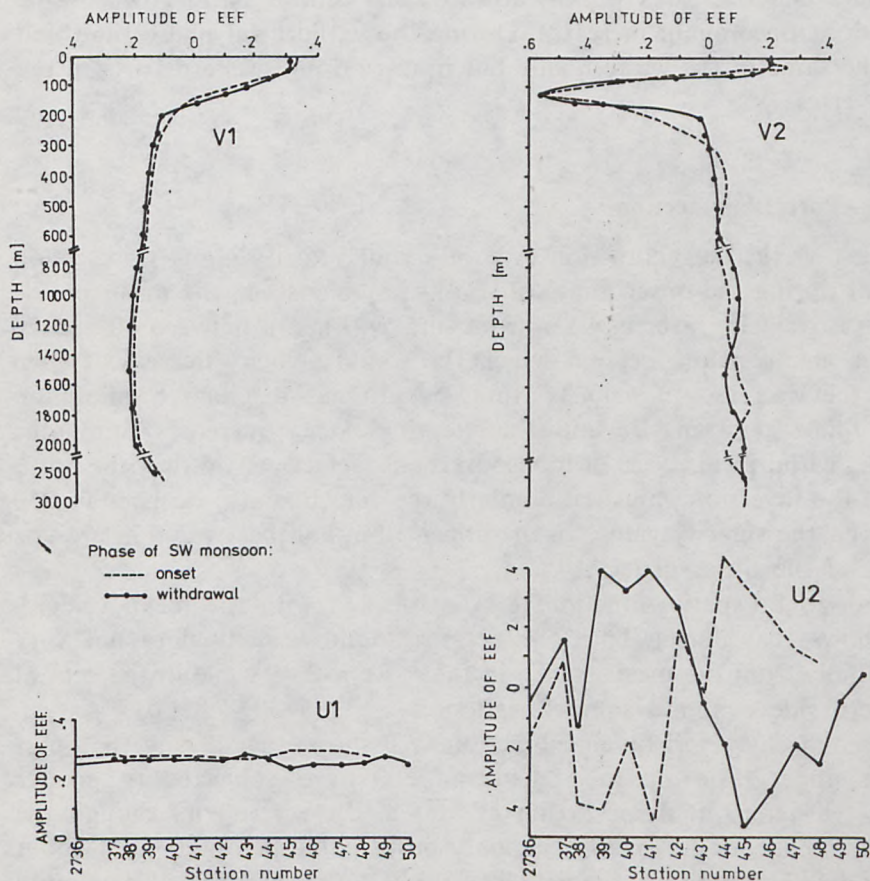 AMPLITUDE OF EEF
.4 .2 0 .2 .4
AMPLITUDE OF EEF
.6 .4 .2 .0 .2 .4
0
100
200
300
400
500
600
800
1000
1200
1400
1600
1800
2000
2500
3000
DEPTH [m]
V1
DEPTH [m]
V2
Phase of SW monsoon:
onset
withdrawal
AMPLITUDE OF EEF
.4
.2
0
U1
2736 37 38 39 40 41 42 43 44 45 46 47 48 49 50
Station number
AMPLITUDE OF EEF
4
2
0
2
4
U2
2736 37 38 39 40 41 42 43 44 45 46 47 48 49 50
Station number